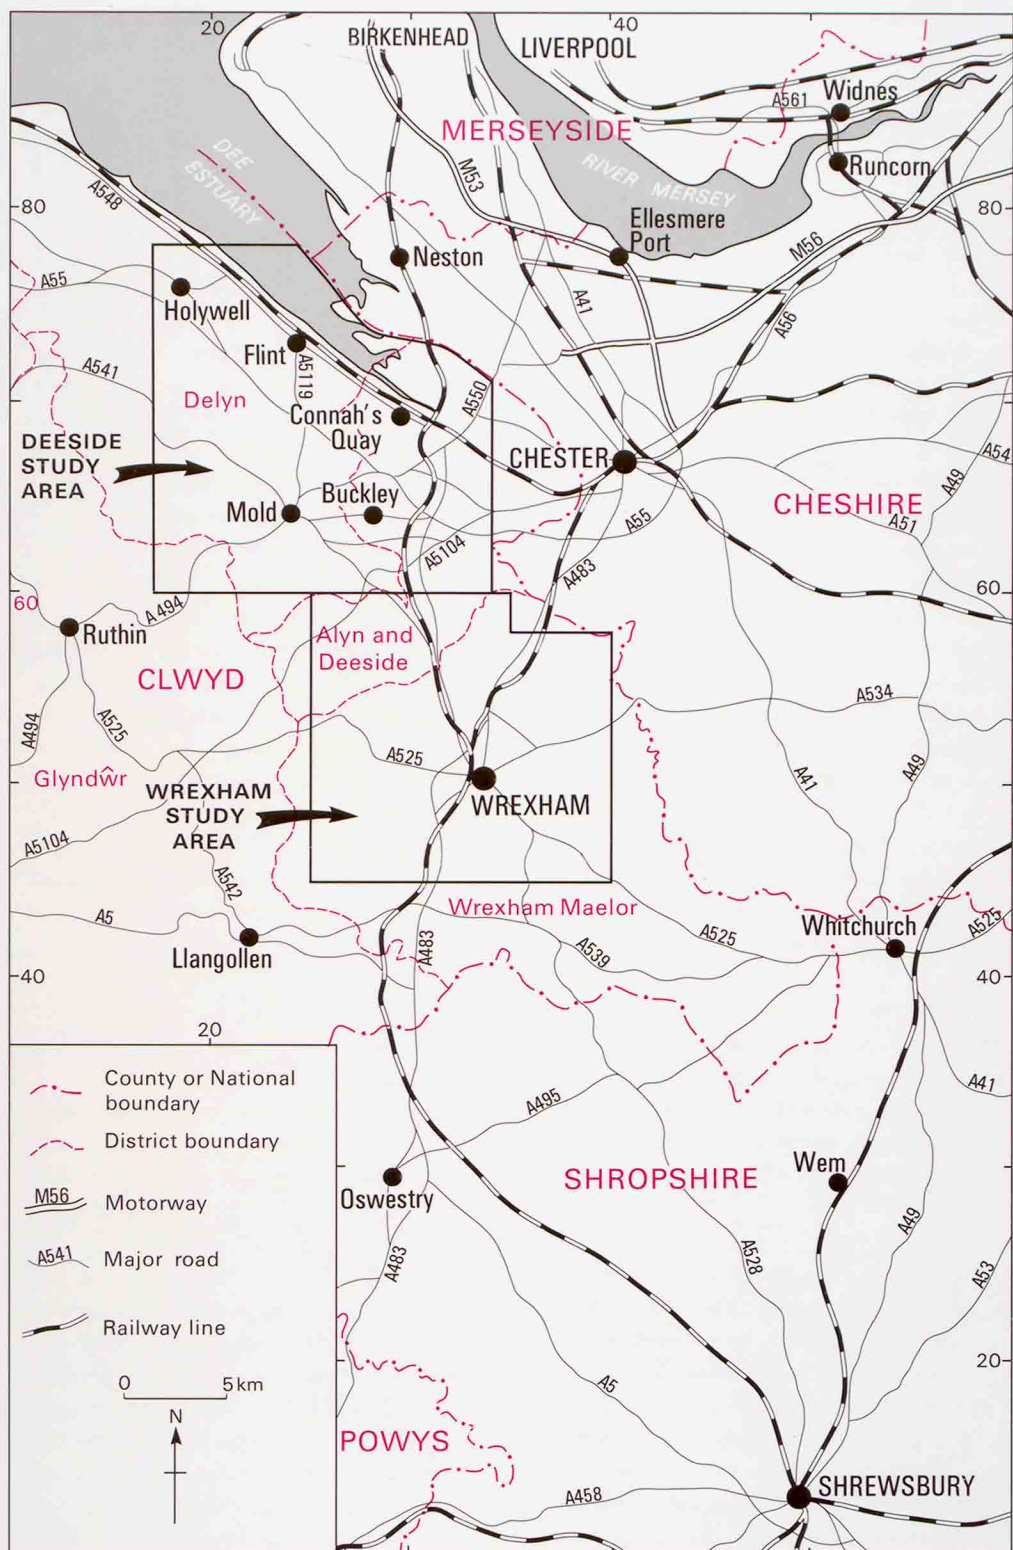 20
40
BIRKENHEAD
LIVERPOOL
A561
Widnes
MERSEYSIDE
DEE
ESTUARY
M53
RIVER MERSEY
Runcorn
A548
80
80
Ellesmere
Port
M56
Neston
A55
Holywell
A41
A56
Flint
A5119
A541
Delyn
A550
Connah's
Quay
DEESIDE
STUDY
AREA
CHESTER
A54
A49
Buckley
CHESHIRE
Mold
A55
A51
A5104
A483
60
60
A494
Ruthin
Alyn and
Deeside
CLWYD
A534
A494
A525
A525
A49
Glyndŵr
A41
WREXHAM
STUDY
AREA
WREXHAM
A5104
A542
A5
Wrexham Maelor
Whitchurch
A525
A525
Llangollen
A483
A539
40
40
20
County or National
boundary
A41
A495
District boundary
Wem
SHROPSHIRE
M56
Motorway
Oswestry
A49
A541
Major road
A483
A528
A53
Railway line
20
0
5km
A5
N
POWYS
SHREWSBURY
A458